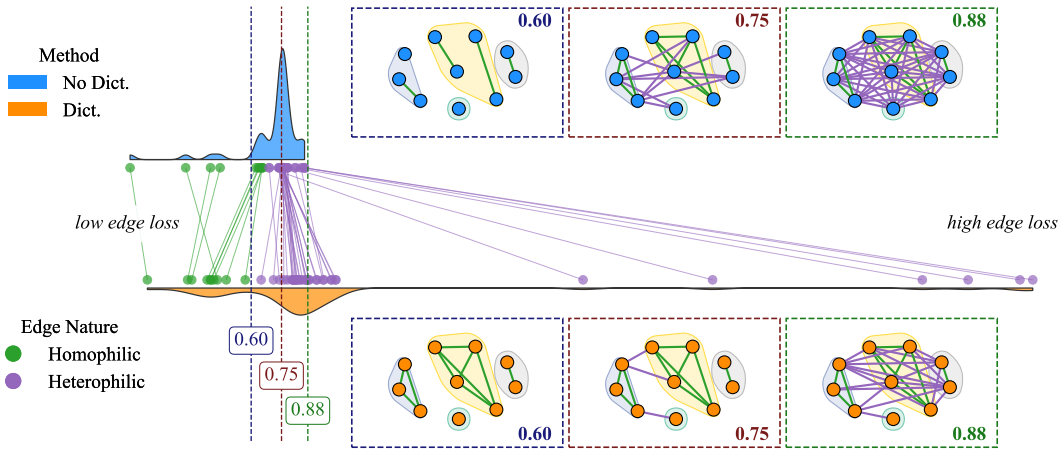 Method
No Dict.
Dict.
0.60
0.75
0.88
low edge loss
high edge loss
Edge Nature
Homophilic
Heterophilic
0.60
0.75
0.88
0.60
0.75
0.88